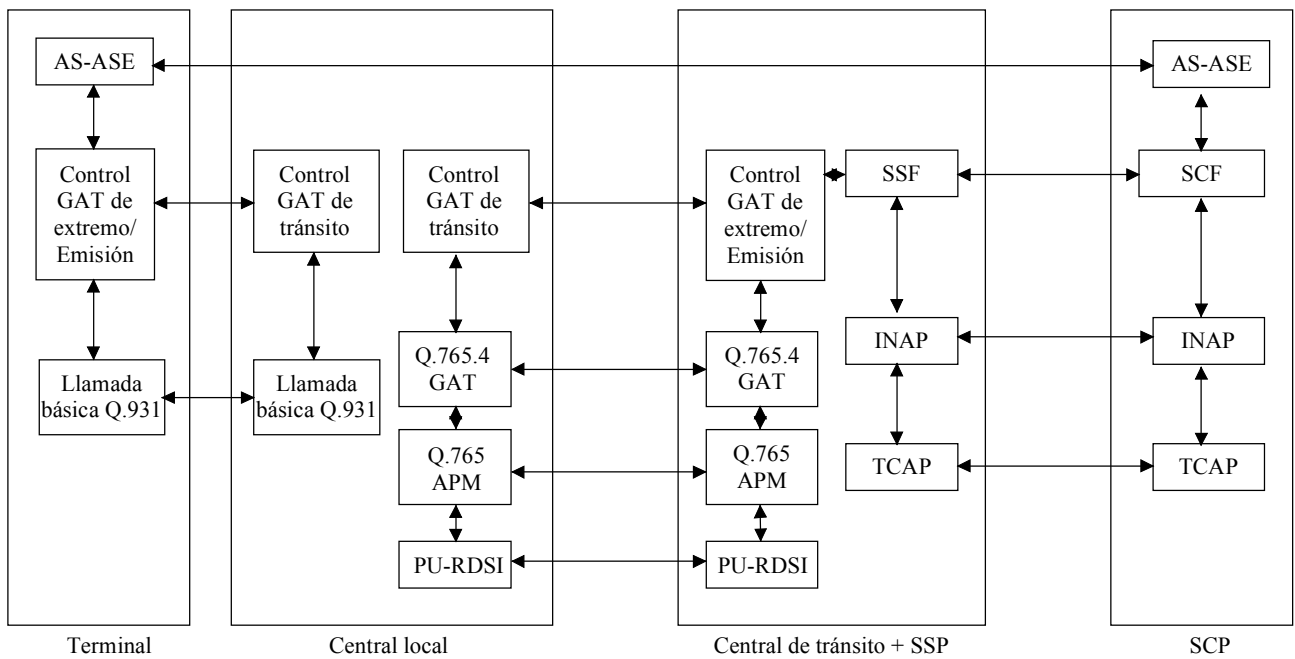 AS-ASE
AS-ASE
Control
GAT de
extremo/
Emisión
Control
GAT de
tránsito
Control
GAT de
tránsito
Control
GAT de
extremo/
Emisión
SSF
SCF
Q.765.4
GAT
Q.765.4
GAT
INAP
INAP
Llamada
básica Q.931
Llamada
básica Q.931
Q.765
APM
Q.765
APM
TCAP
TCAP
PU-RDSI
PU-RDSI
Terminal
Central local
Central de tránsito + SSP
SCP